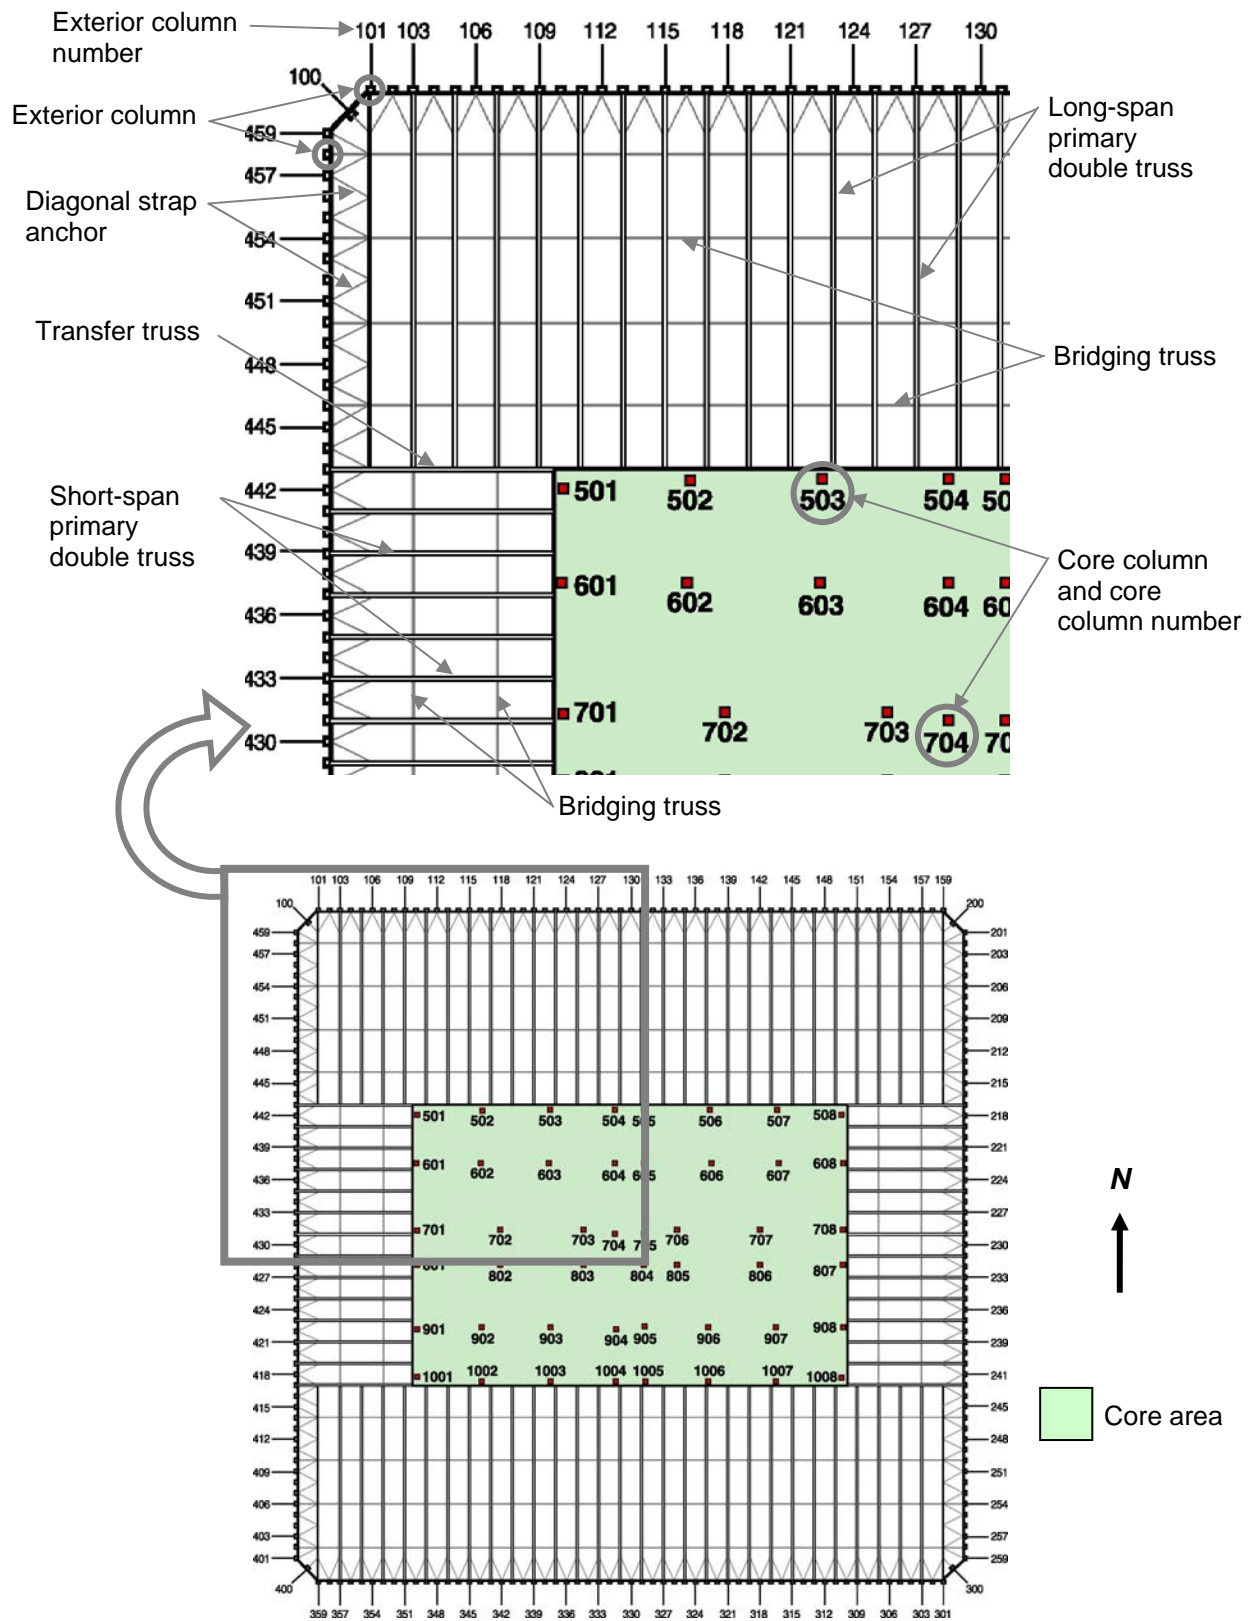 Exterior column
number
101 103 106 109 112 115 118 121 124 127 130
100
Exterior column
459
457
Diagonal strap
anchor
454
451
Transfer truss
448
445
Long-span
primary
double truss
Bridging truss
442
Short-span
primary
double truss
439
436
433
430
501 502 503 504 50
601 602 603 604 60
701 702 703 704 70
Core column
and core
column number
Bridging truss
101 103 106 109 112 115 118 121 124 127 130 133 136 139 142 145 148 151 154 157 159
100 200
459 201
457 203
454 206
451 209
448 212
445 215
442 501 502 503 504 505 506 507 508 218
439 221
436 601 602 603 604 605 606 607 608 224
433 227
430 701 702 703 704 705 706 707 708 230
427 801 802 803 804 805 806 807 233
424 236
421 901 902 903 904 905 906 907 908 239
418 1001 1002 1003 1004 1005 1006 1007 1008 241
415 245
412 248
409 251
406 254
403 257
401 259
400 300
359 357 354 351 348 345 342 339 336 333 330 327 324 321 318 315 312 309 306 303 301
N
Core area